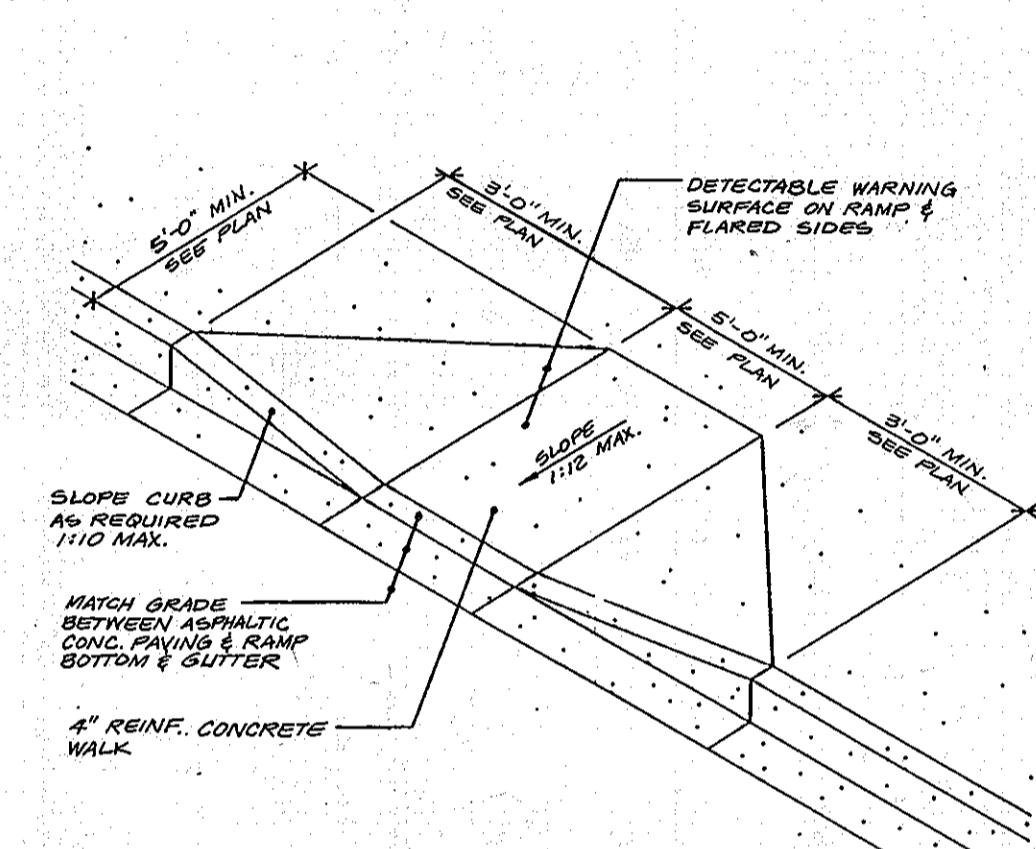 5'-0" MIN.
SEE PLAN
3'-0" MIN.
SEE PLAN
DETECTABLE WARNING
SURFACE ON RAMP &
FLARED SIDES
5'-0" MIN.
SEE PLAN
3'-0" MIN.
SEE PLAN
SLOPE
1:12 MAX.
SLOPE CURB
AS REQUIRED
1:10 MAX.
MATCH GRADE
BETWEEN ASPHALTIC
CONC. PAVING & RAMP
BOTTOM & GUTTER
4" REINF. CONCRETE
WALK